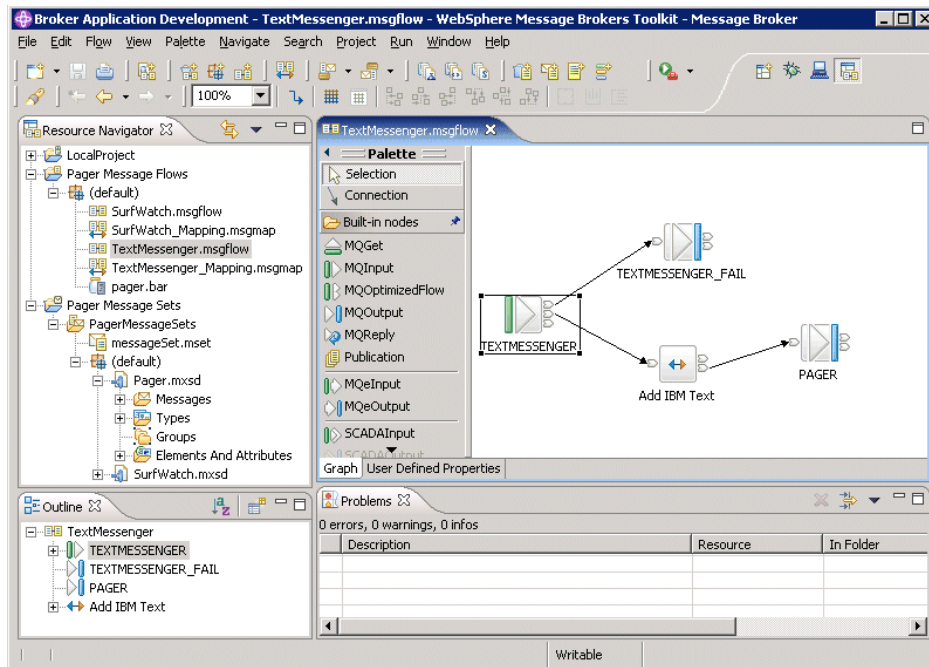 Broker Application Development - TextMessenger.msgflow - WebSphere Message Brokers Toolkit - Message Broker
File Edit Flow View Palette Navigate Search Project Run Window Help
100%
Resource Navigator
LocalProject
Pager Message Flows
(default)
SurfWatch.msgflow
SurfWatch_Mapping.msgmap
TextMessenger.msgflow
TextMessenger_Mapping.msgmap
pager.bar
Pager Message Sets
PagerMessageSets
messageSet.mset
(default)
Pager.mxsd
Messages
Types
Groups
Elements And Attributes
SurfWatch.mxsd
TextMessenger.msgflow
Palette
Selection
Connection
Built-in nodes
MQGet
MQInput
MQOptimizedFlow
MQOutput
MQReply
Publication
MQeInput
MQeOutput
SCADAInput
SCADAOutput
TEXTMESSENGER
TEXTMESSENGER_FAIL
Add IBM Text
PAGER
Graph User Defined Properties
Outline
TextMessenger
TEXTMESSENGER
TEXTMESSENGER_FAIL
PAGER
Add IBM Text
Problems
0 errors, 0 warnings, 0 infos
Description Resource In Folder
Writable